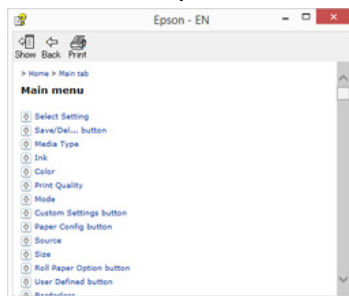 Epson - EN
Show Back Print
> Home > Main tab
Main menu
Select Setting
Save/Del... button
Media Type
Ink
Color
Print Quality
Mode
Custom Settings button
Paper Config button
Source
Size
Roll Paper Option button
User Defined button
Borderless